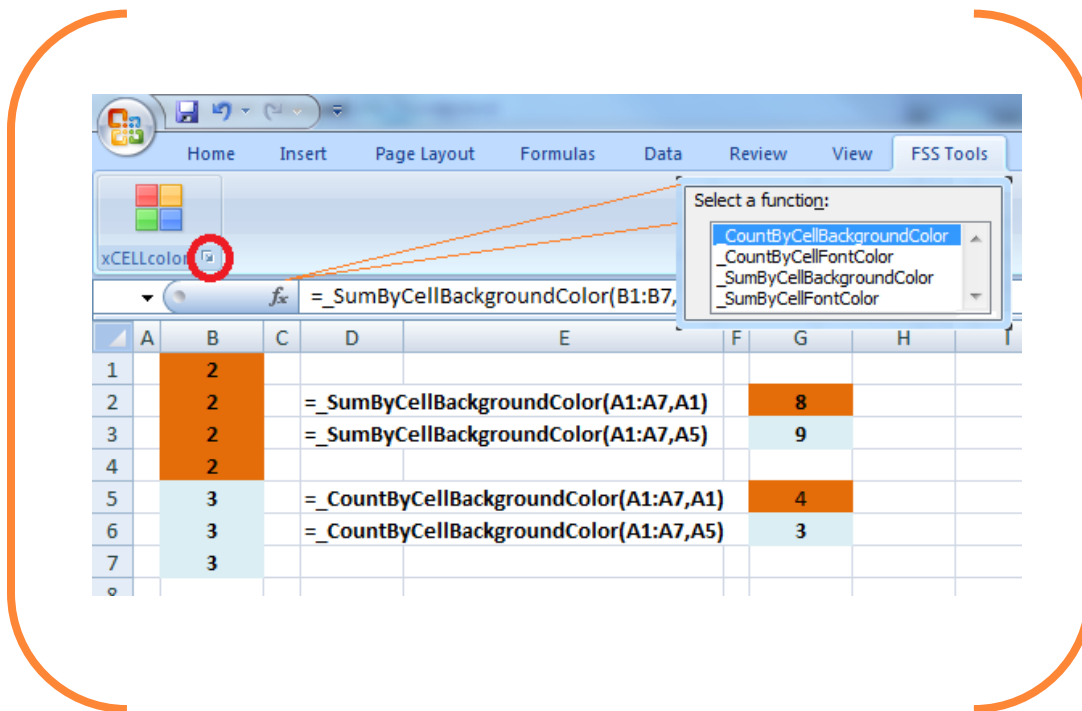 Home Insert Page Layout Formulas Data Review View FSS Tools
Select a function:
_CountByCellBackgroundColor
_CountByCellFontColor
_SumByCellBackgroundColor
_SumByCellFontColor
xCELLcolor
fx =_SumByCellBackgroundColor(B1:B7,
A B C D E F G H I
1 2
2 2 =_SumByCellBackgroundColor(A1:A7,A1) 8
3 2 =_SumByCellBackgroundColor(A1:A7,A5) 9
4 2
5 3 =_CountByCellBackgroundColor(A1:A7,A1) 4
6 3 =_CountByCellBackgroundColor(A1:A7,A5) 3
7 3
8